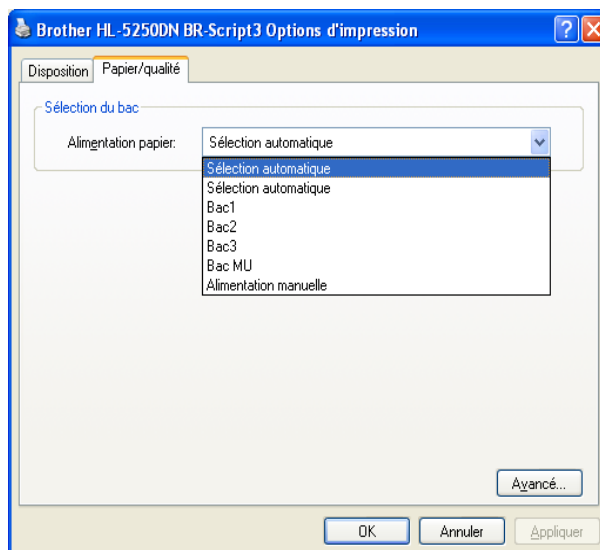 Brother HL-5250DN BR-Script3 Options d'impression
Disposition Papier/qualité
Sélection du bac
Alimentation papier: Sélection automatique
Sélection automatique
Sélection automatique
Bac1
Bac2
Bac3
Bac MU
Alimentation manuelle
Avancé...
OK Annuler Appliquer